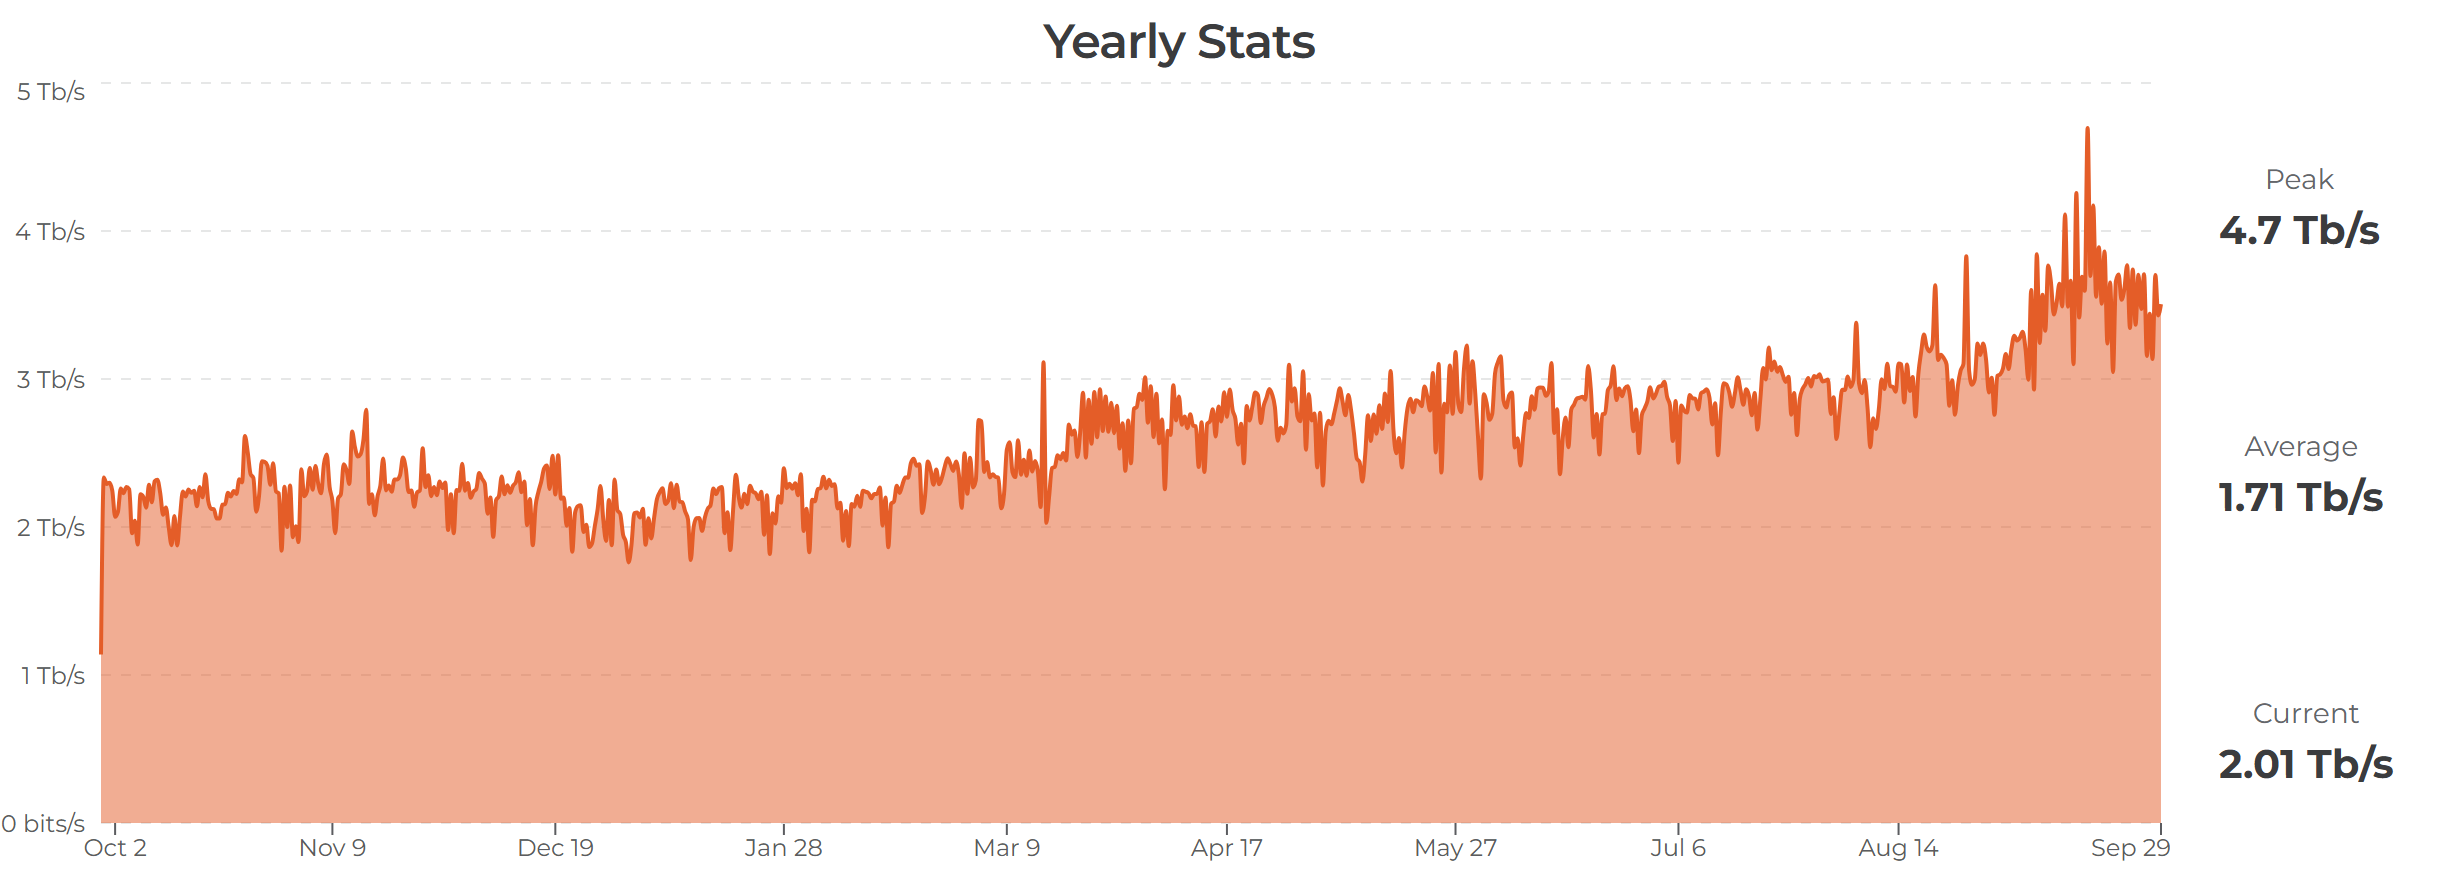 Yearly Stats
5 Tb/s
4 Tb/s
3 Tb/s
2 Tb/s
1 Tb/s
0 bits/s
Oct 2
Nov 9
Dec 19
Jan 28
Mar 9
Apr 17
May 27
Jul 6
Aug 14
Sep 29
Peak
4.7 Tb/s
Average
1.71 Tb/s
Current
2.01 Tb/s